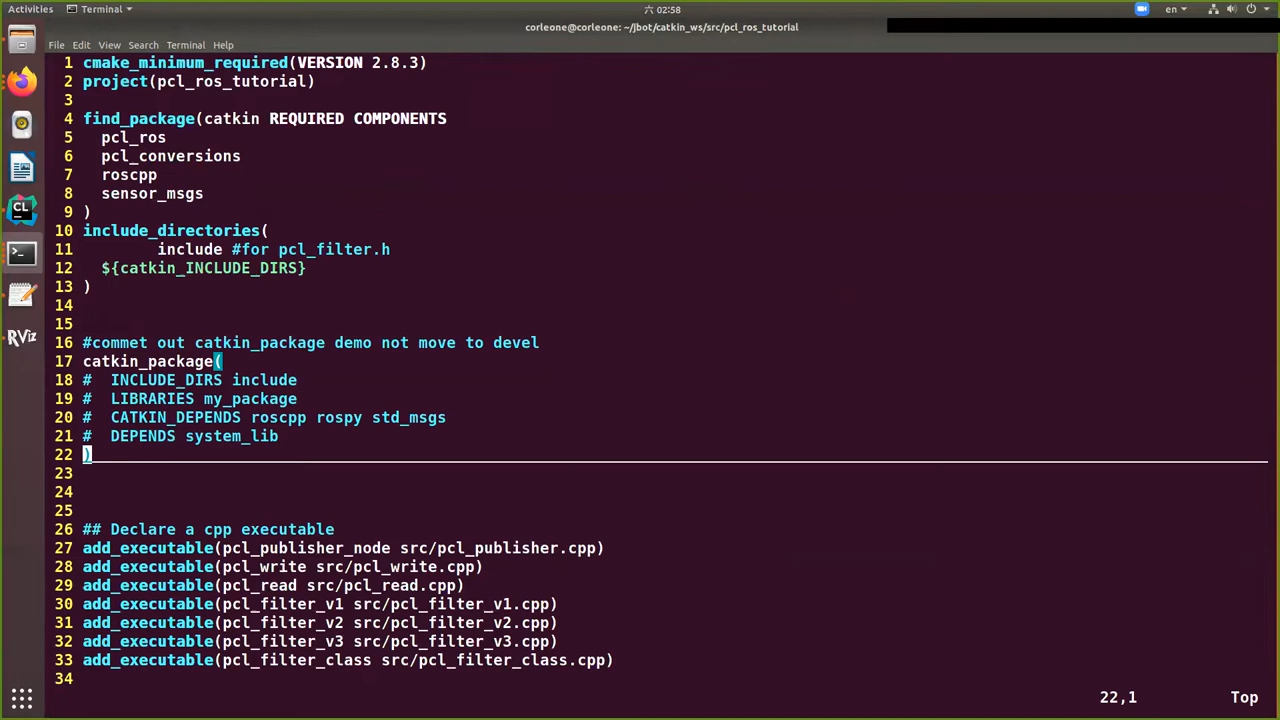 Activities Terminal 六 02:58 en
corleone@corleone: ~/jbot/catkin_ws/src/pcl_ros_tutorial
File Edit View Search Terminal Help
1 cmake_minimum_required(VERSION 2.8.3)
2 project(pcl_ros_tutorial)
3
4 find_package(catkin REQUIRED COMPONENTS
5 pcl_ros
6 pcl_conversions
7 roscpp
8 sensor_msgs
9 )
10 include_directories(
11 include #for pcl_filter.h
12 ${catkin_INCLUDE_DIRS}
13 )
14
15
16 #commet out catkin_package demo not move to devel
17 catkin_package(
18 # INCLUDE_DIRS include
19 # LIBRARIES my_package
20 # CATKIN_DEPENDS roscpp rospy std_msgs
21 # DEPENDS system_lib
22 )
23
24
25
26 ## Declare a cpp executable
27 add_executable(pcl_publisher_node src/pcl_publisher.cpp)
28 add_executable(pcl_write src/pcl_write.cpp)
29 add_executable(pcl_read src/pcl_read.cpp)
30 add_executable(pcl_filter_v1 src/pcl_filter_v1.cpp)
31 add_executable(pcl_filter_v2 src/pcl_filter_v2.cpp)
32 add_executable(pcl_filter_v3 src/pcl_filter_v3.cpp)
33 add_executable(pcl_filter_class src/pcl_filter_class.cpp)
34
22,1 Top
CL
>_
RViz